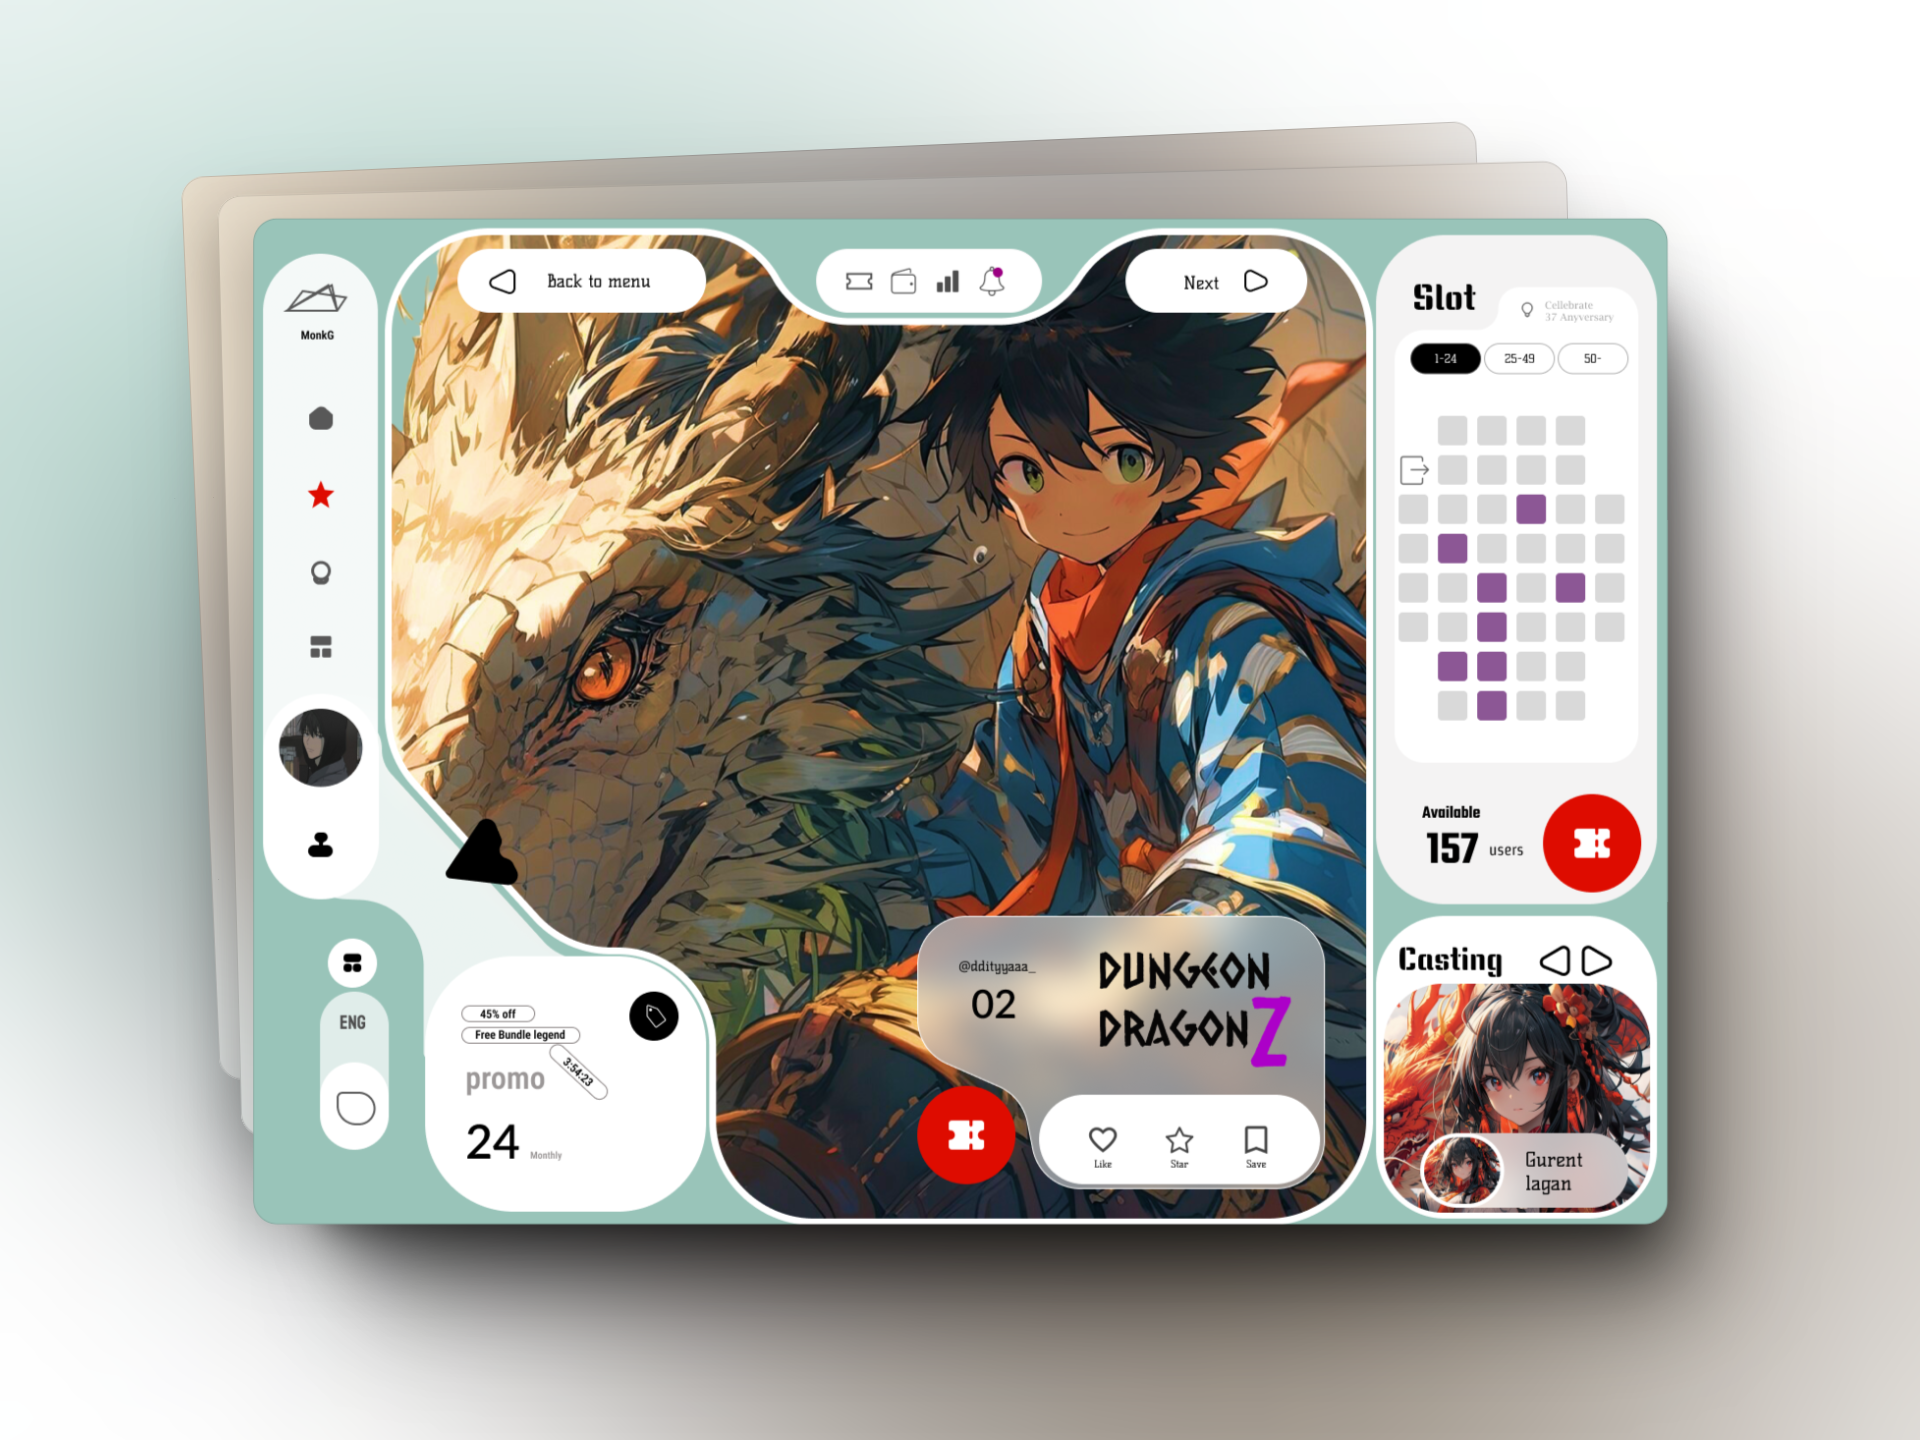 MonkG
Back to menu
Next
Slot
Cellebrate
37 Anyversary
1-24
25-49
50-
Available
157 users
Casting
Gurent
lagan
@ddityyaaa_
02
DUNGEON
DRAGON Z
Like
Star
Save
ENG
45% off
Free Bundle legend
3:54:23
promo
24 Monthly